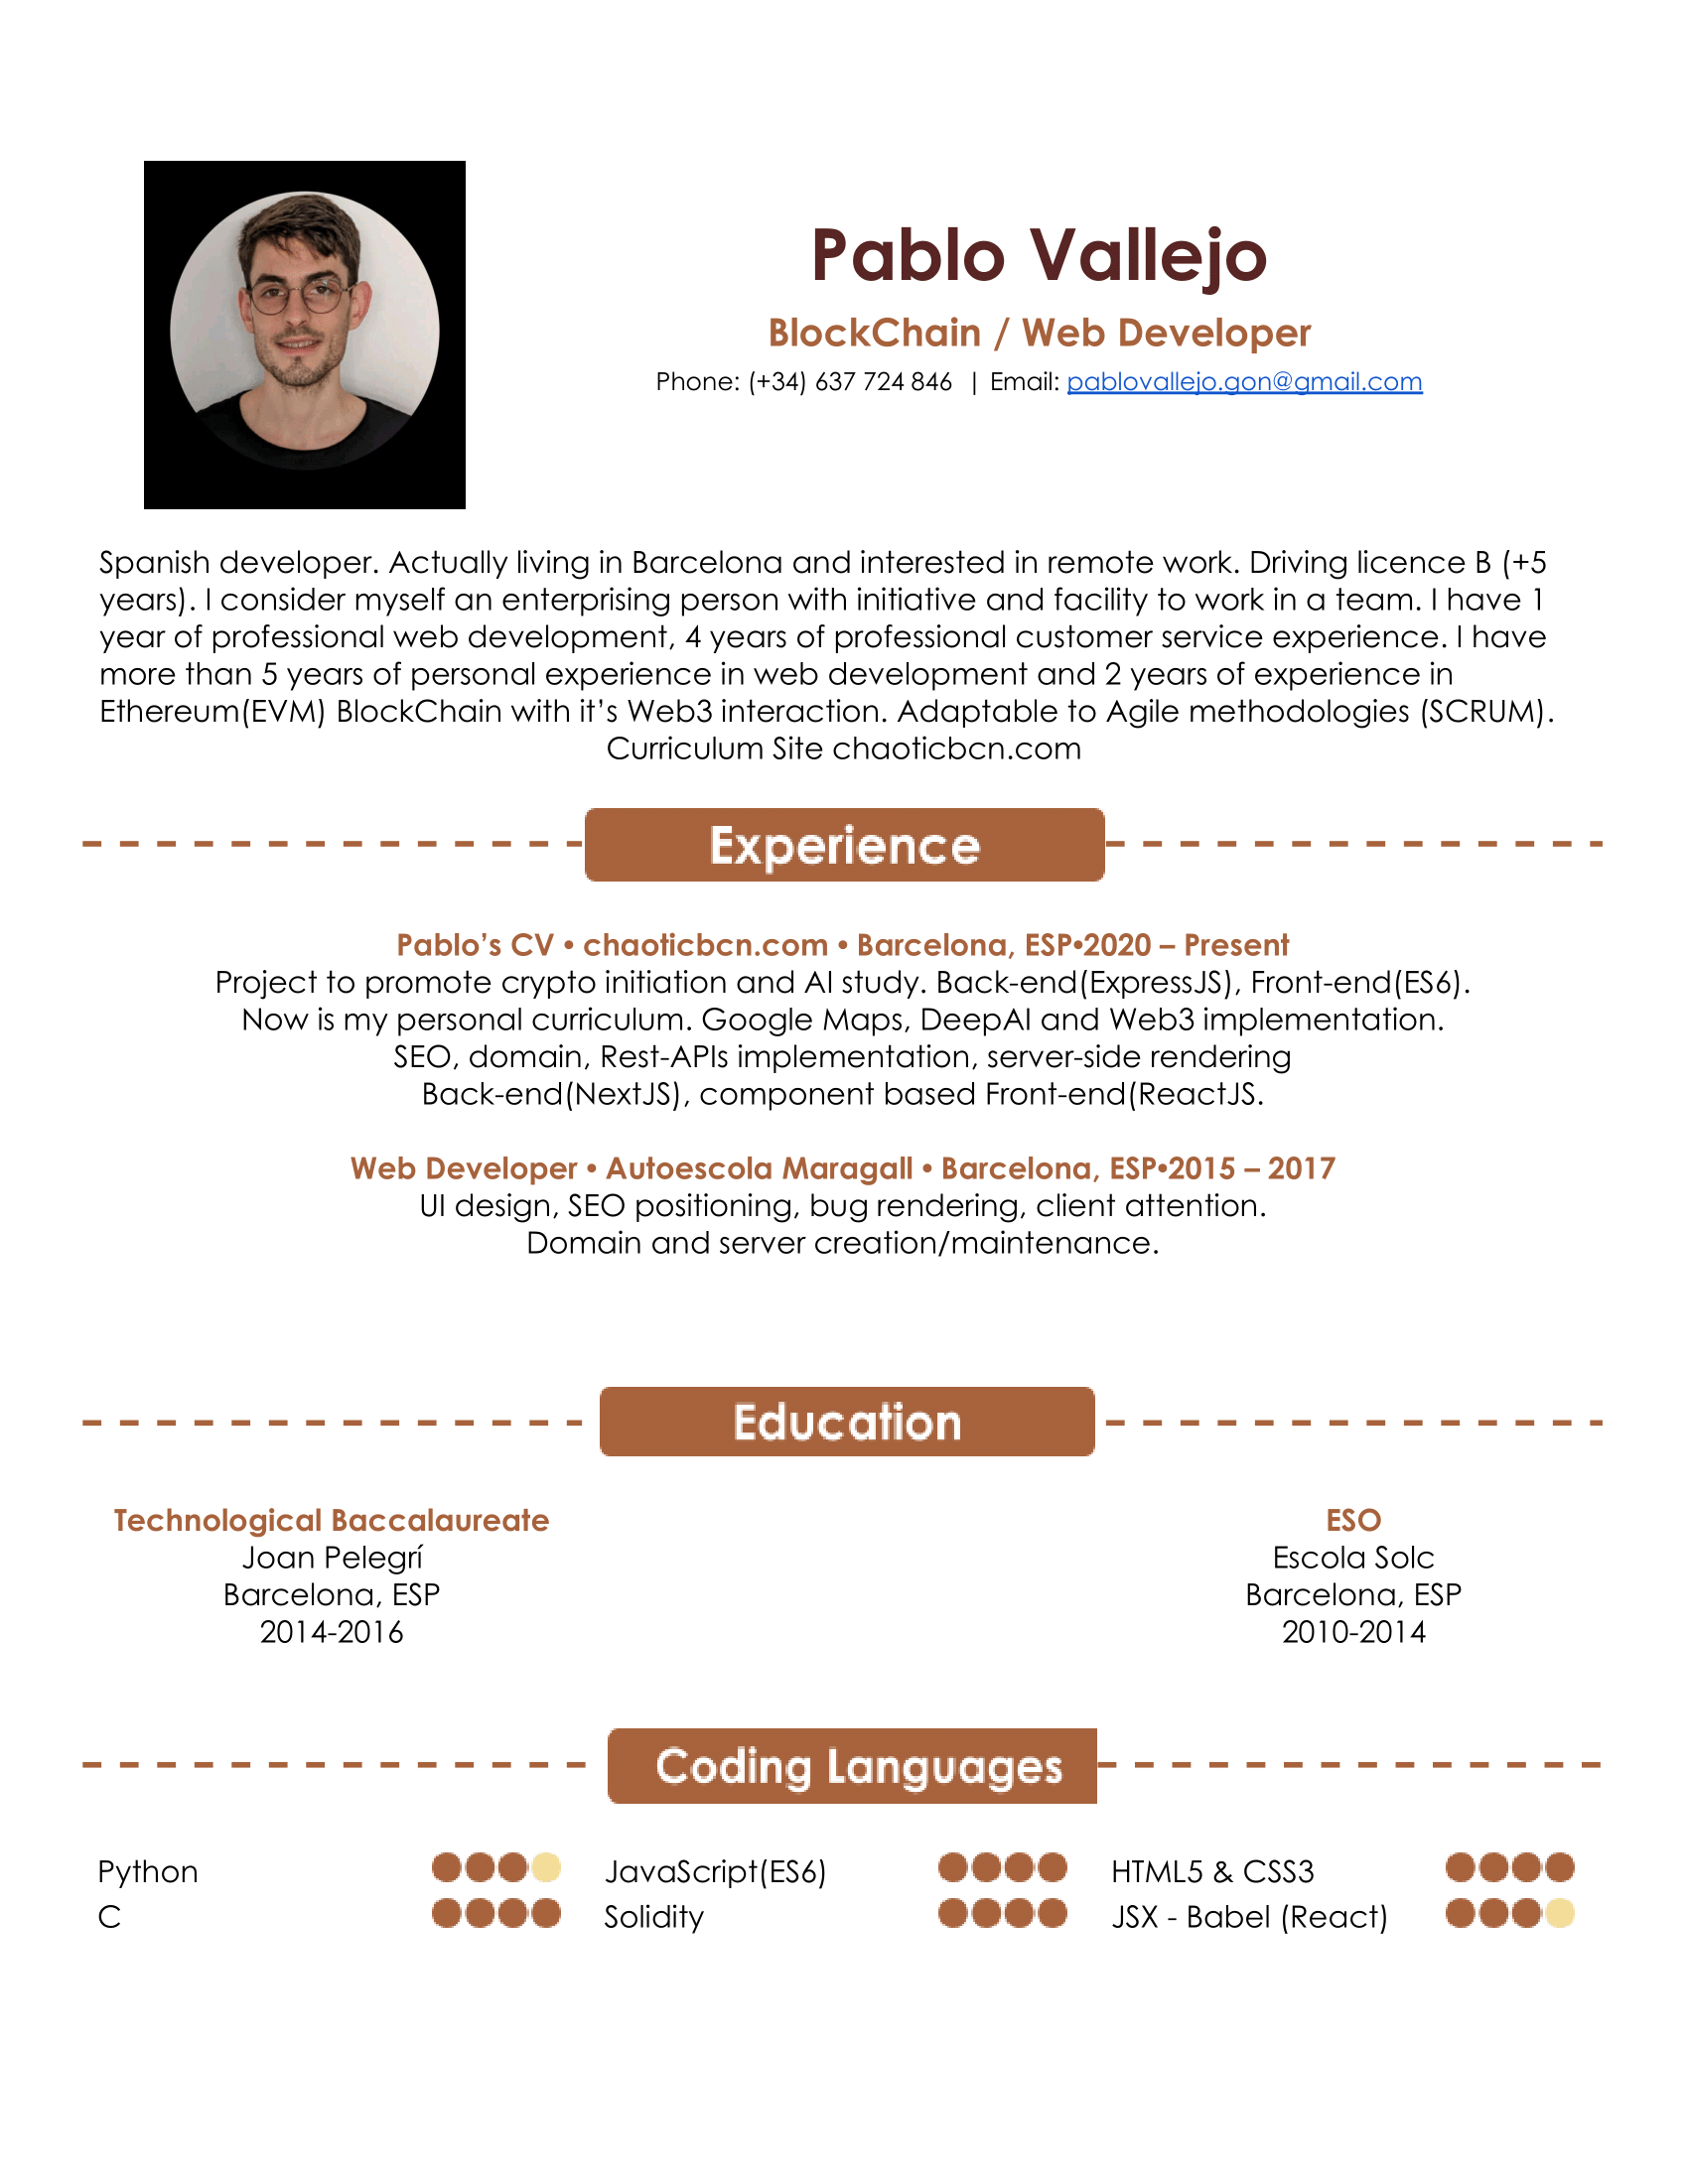 Pablo Vallejo
BlockChain / Web Developer
Phone: (+34) 637 724 846 | Email: pablovallejo.gon@gmail.com
Spanish developer. Actually living in Barcelona and interested in remote work. Driving licence B (+5
years). I consider myself an enterprising person with initiative and facility to work in a team. I have 1
year of professional web development, 4 years of professional customer service experience. I have
more than 5 years of personal experience in web development and 2 years of experience in
Ethereum(EVM) BlockChain with it’s Web3 interaction. Adaptable to Agile methodologies (SCRUM).
Curriculum Site chaoticbcn.com
Experience
Pablo’s CV • chaoticbcn.com • Barcelona, ESP•2020 – Present
Project to promote crypto initiation and AI study. Back-end(ExpressJS), Front-end(ES6).
Now is my personal curriculum. Google Maps, DeepAI and Web3 implementation.
SEO, domain, Rest-APIs implementation, server-side rendering
Back-end(NextJS), component based Front-end(ReactJS.
Web Developer • Autoescola Maragall • Barcelona, ESP•2015 – 2017
UI design, SEO positioning, bug rendering, client attention.
Domain and server creation/maintenance.
Education
Technological Baccalaureate
Joan Pelegrí
Barcelona, ESP
2014-2016
ESO
Escola Solc
Barcelona, ESP
2010-2014
Coding Languages
Python
C
JavaScript(ES6)
Solidity
HTML5 & CSS3
JSX - Babel (React)